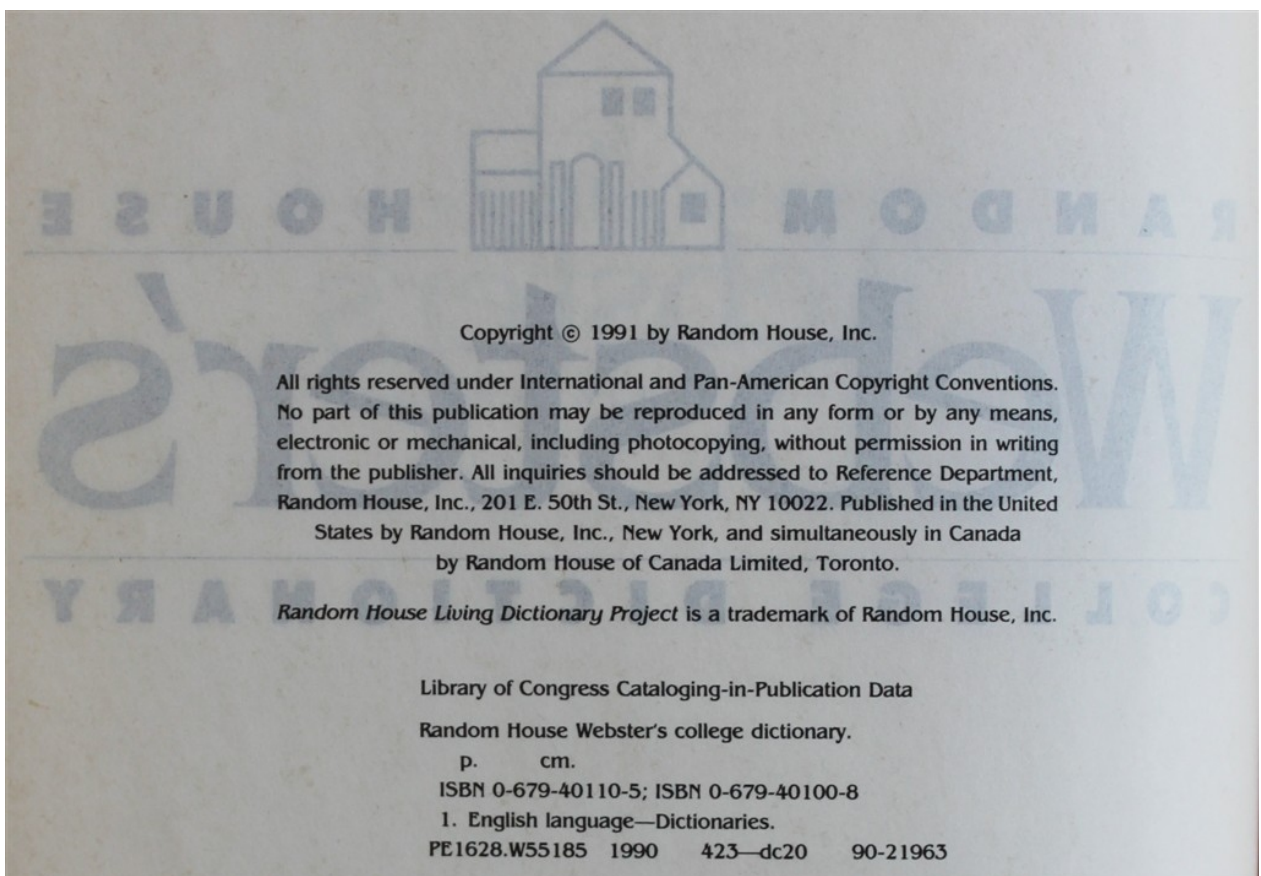 RANDOM HOUSE
Webster's
COLLEGE DICTIONARY
Copyright © 1991 by Random House, Inc.
All rights reserved under International and Pan-American Copyright Conventions.
No part of this publication may be reproduced in any form or by any means,
electronic or mechanical, including photocopying, without permission in writing
from the publisher. All inquiries should be addressed to Reference Department,
Random House, Inc., 201 E. 50th St., New York, NY 10022. Published in the United
States by Random House, Inc., New York, and simultaneously in Canada
by Random House of Canada Limited, Toronto.
Random House Living Dictionary Project is a trademark of Random House, Inc.
Library of Congress Cataloging-in-Publication Data
Random House Webster's college dictionary.
p. cm.
ISBN 0-679-40110-5; ISBN 0-679-40100-8
1. English language—Dictionaries.
PE1628.W55185 1990 423—dc20 90-21963